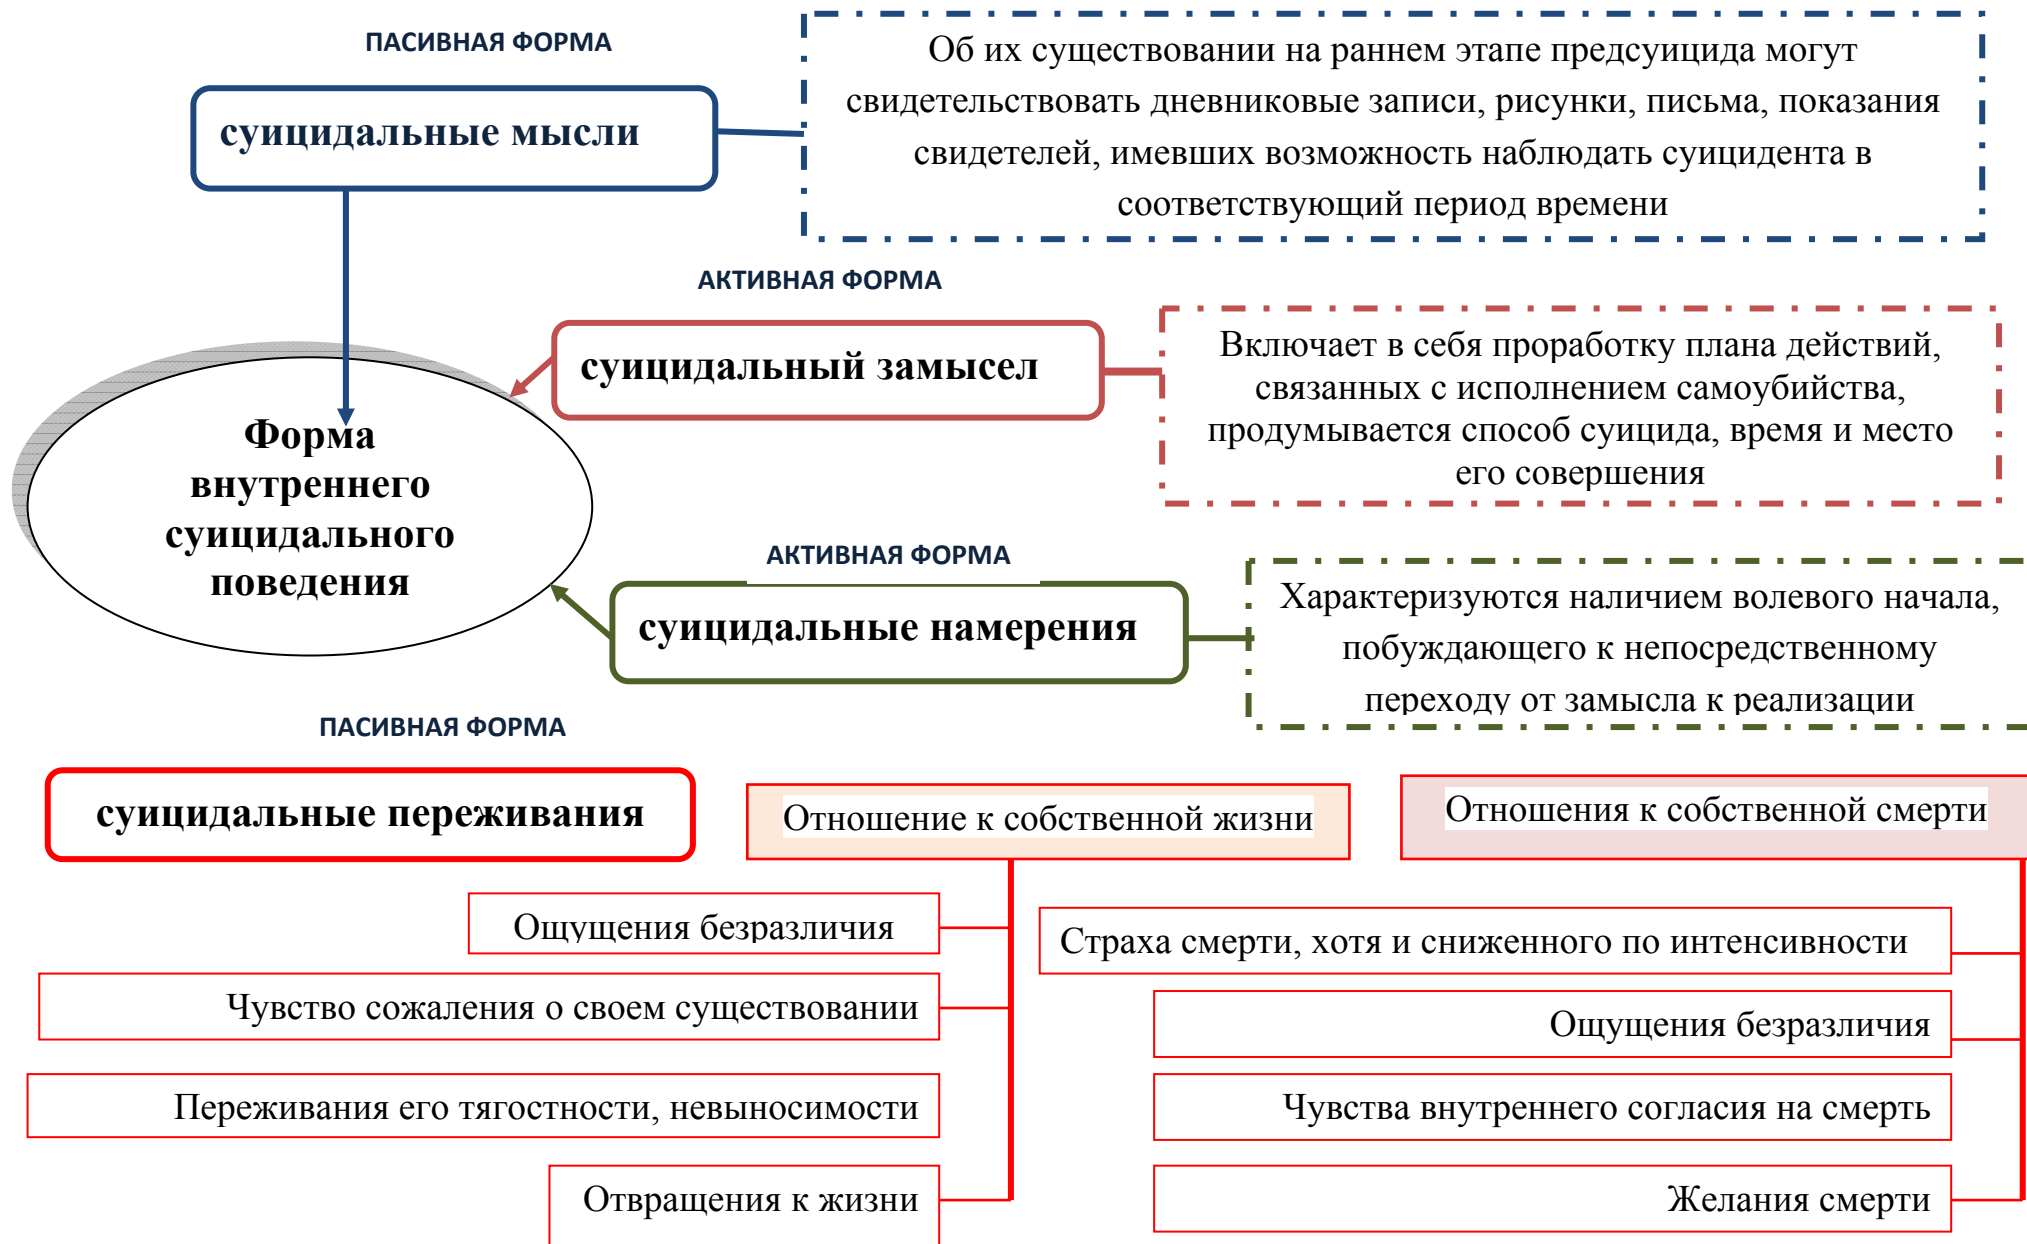 ПАСИВНАЯ ФОРМА
суицидальные мысли
Об их существовании на раннем этапе предсуицида могут
свидетельствовать дневниковые записи, рисунки, письма, показания
свидетелей, имевших возможность наблюдать суицидента в
соответствующий период времени
АКТИВНАЯ ФОРМА
суицидальный замысел
Включает в себя проработку плана действий,
связанных с исполнением самоубийства,
продумывается способ суицида, время и место
его совершения
Форма
внутреннего
суицидального
поведения
АКТИВНАЯ ФОРМА
суицидальные намерения
Характеризуются наличием волевого начала,
побуждающего к непосредственному
переходу от замысла к реализации
ПАСИВНАЯ ФОРМА
суицидальные переживания
Отношение к собственной жизни
Ощущения безразличия
Чувство сожаления о своем существовании
Переживания его тягостности, невыносимости
Отвращения к жизни
Отношения к собственной смерти
Страха смерти, хотя и сниженного по интенсивности
Ощущения безразличия
Чувства внутреннего согласия на смерть
Желания смерти